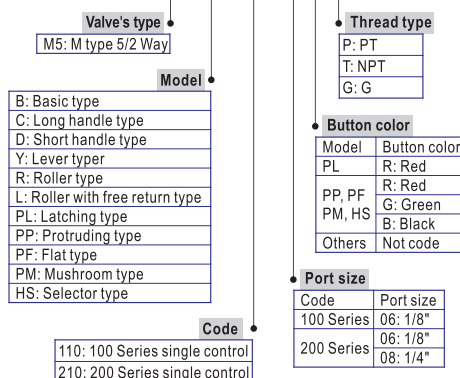 Valve's type
M5: M type 5/2 Way
Model
B: Basic type
C: Long handle type
D: Short handle type
Y: Lever typer
R: Roller type
L: Roller with free return type
PL: Latching type
PP: Protruding type
PF: Flat type
PM: Mushroom type
HS: Selector type
Code
110: 100 Series single control
210: 200 Series single control
Thread type
P: PT
T: NPT
G: G
Button color
Model Button color
PL R: Red
PP, PF PM, HS R: Red
G: Green
B: Black
Others Not code
Port size
Code Port size
100 Series 06: 1/8"
200 Series 06: 1/8"
08: 1/4"